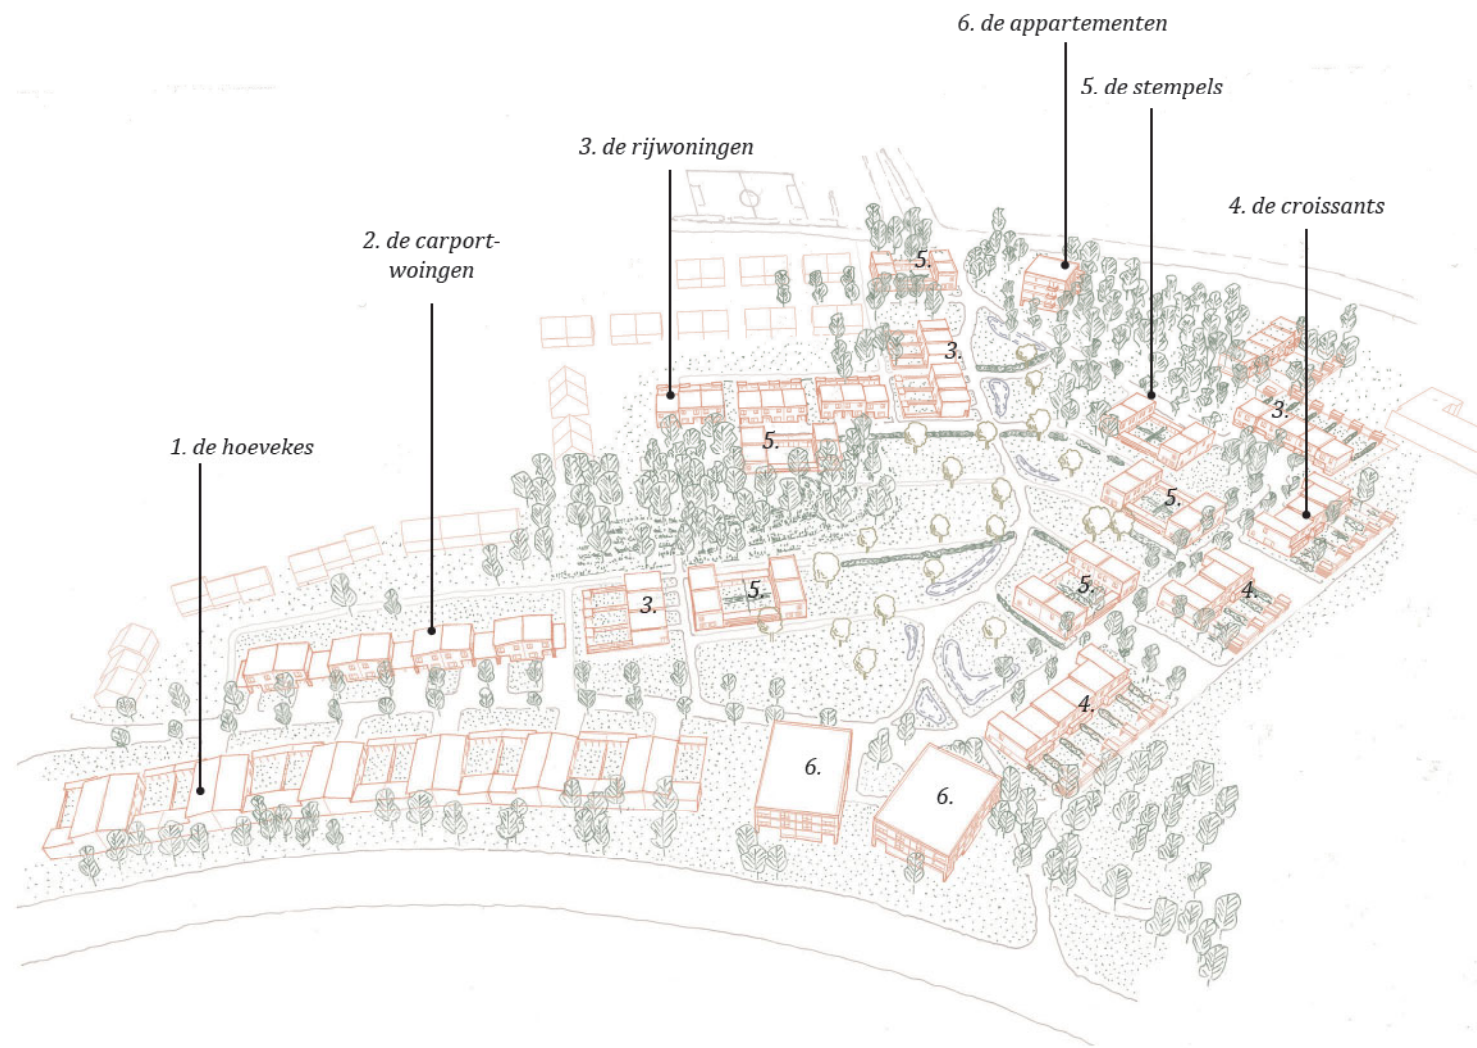 6. de appartementen
5. de stempels
3. de rijwoningen
4. de croissants
2. de carport-
woingen
5.
3.
3.
1. de hoevekes
5.
5.
5.
5.
4.
3.
4.
6.
6.